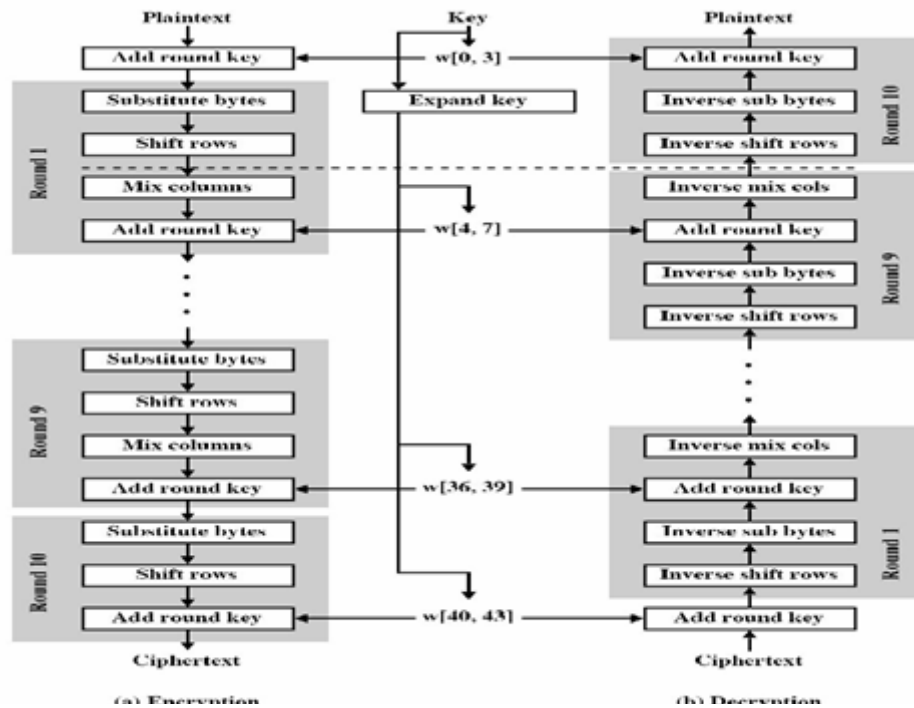 Plaintext
Add round key
Substitute bytes
Shift rows
Mix columns
Add round key
Round 1
Substitute bytes
Shift rows
Mix columns
Add round key
Round 9
Substitute bytes
Shift rows
Add round key
Round 10
Ciphertext
(a) Encryption
Key
w[0, 3]
Expand key
w[4, 7]
w[36, 39]
w[40, 43]
Plaintext
Add round key
Inverse sub bytes
Inverse shift rows
Round 10
Inverse mix cols
Add round key
Inverse sub bytes
Inverse shift rows
Round 9
Inverse mix cols
Add round key
Inverse sub bytes
Inverse shift rows
Round 1
Add round key
Ciphertext
(b) Decryption